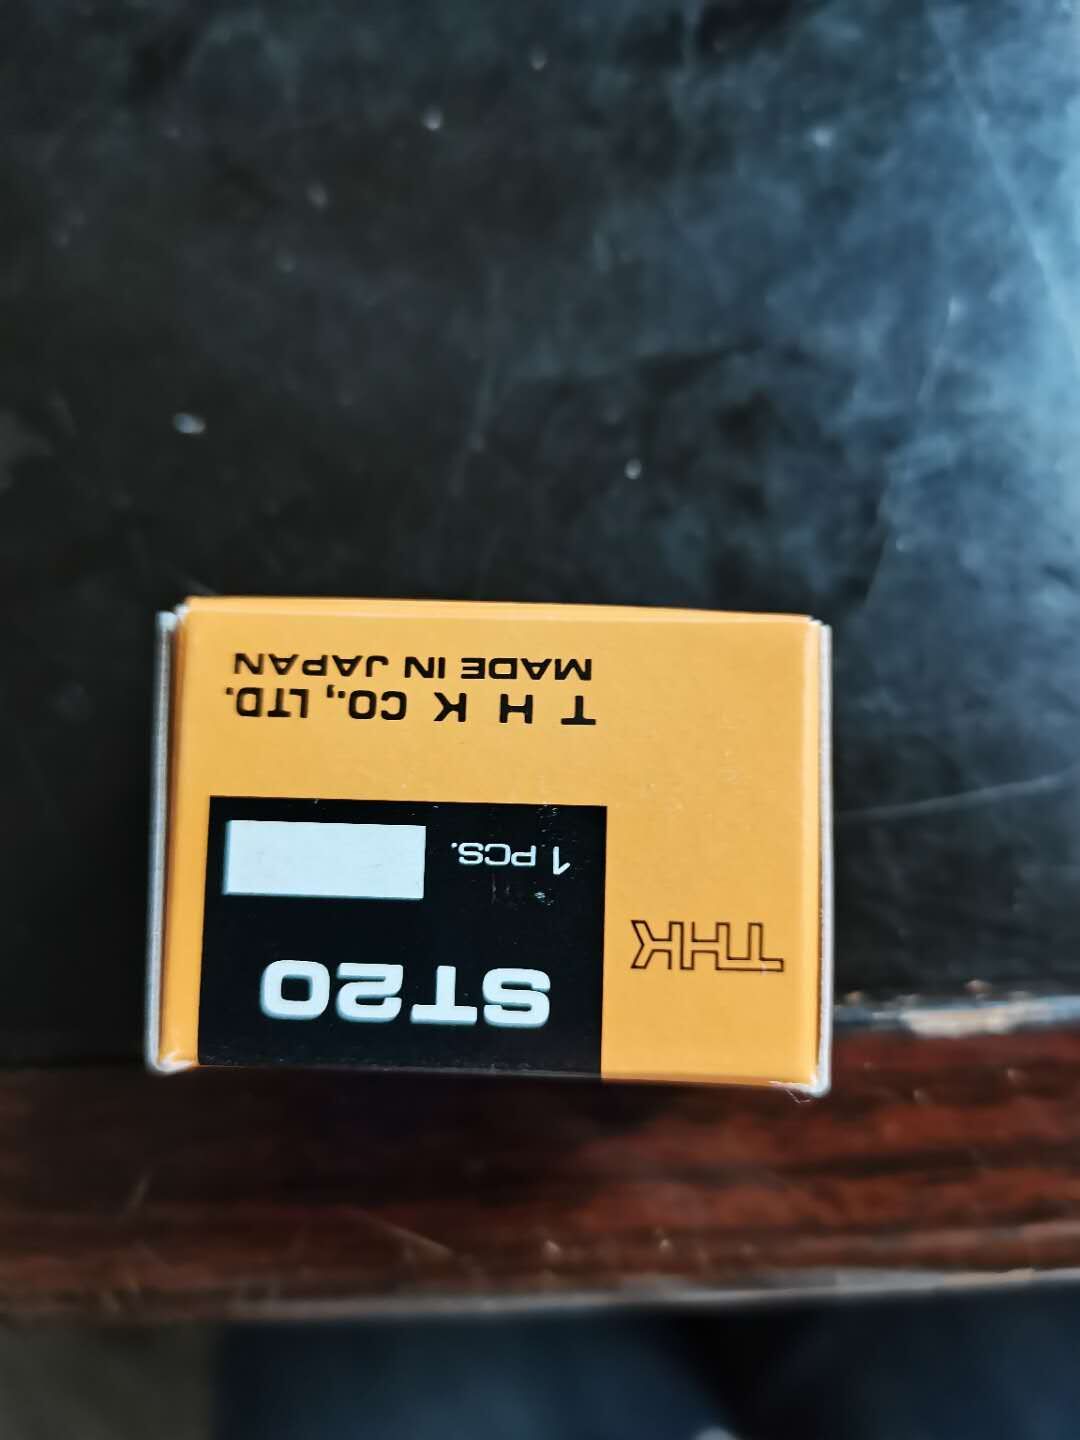 THK
ST20
1 PCS.
T H K CO., LTD.
MADE IN JAPAN